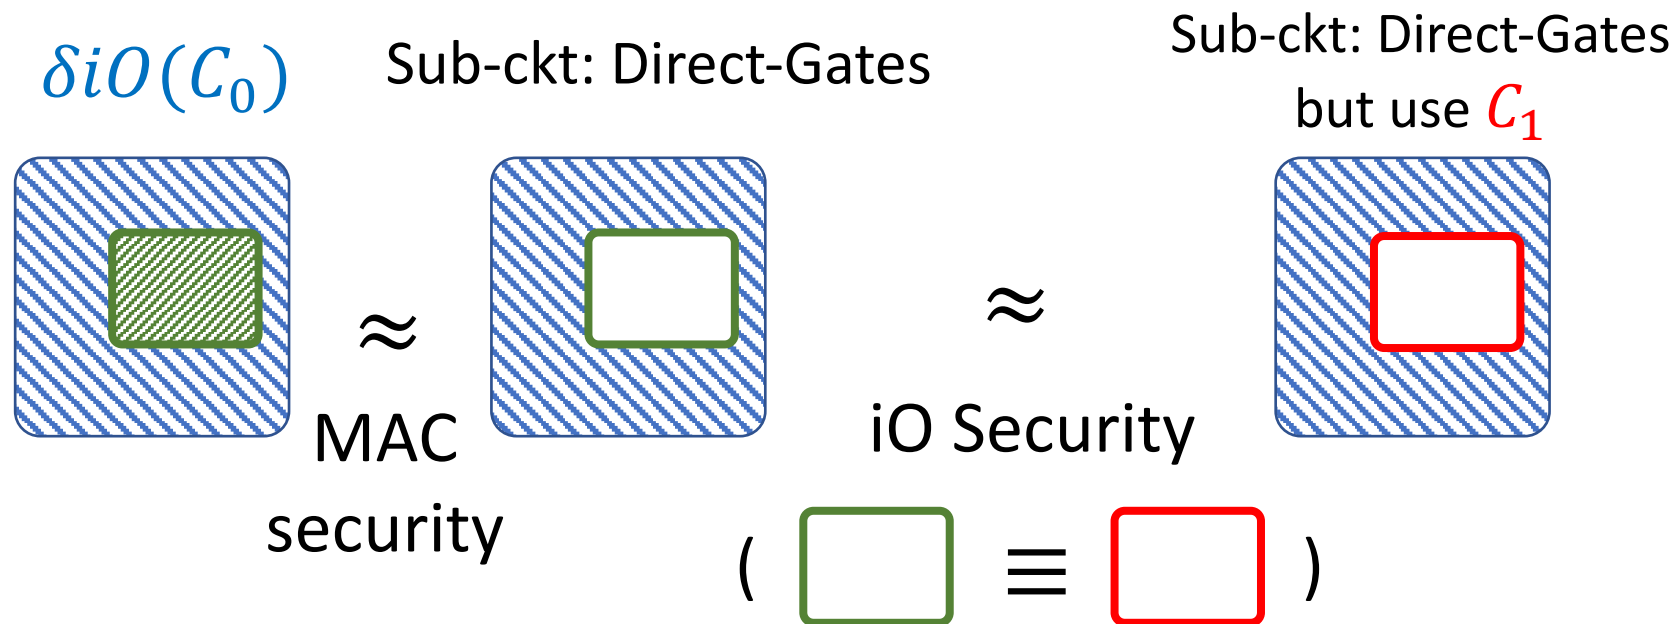 δiO(C₀)
Sub-ckt: Direct-Gates
Sub-ckt: Direct-Gates
but use C₁
≈
MAC
security
≈
iO Security
( ≡ )